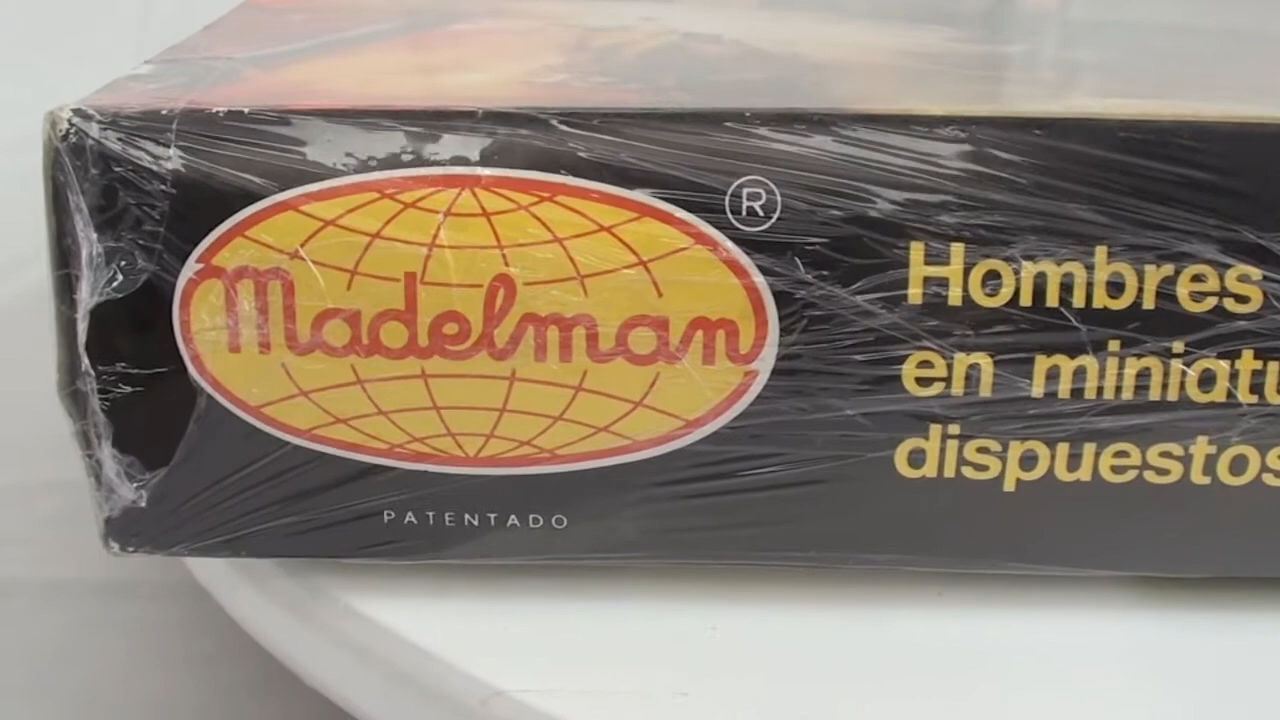 Madelman
®
PATENTADO
Hombres
en miniatu
dispuestos